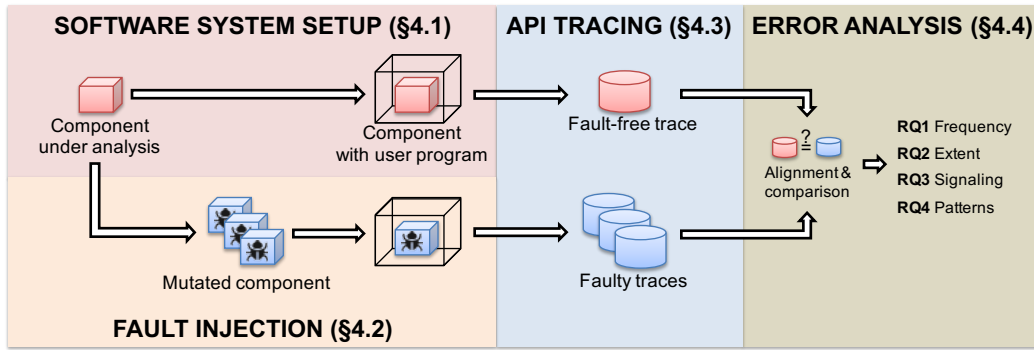 SOFTWARE SYSTEM SETUP (§4.1)
API TRACING (§4.3)
ERROR ANALYSIS (§4.4)
Component
under analysis
Component
with user program
Fault-free trace
?
=
Alignment &
comparison
RQ1 Frequency
RQ2 Extent
RQ3 Signaling
RQ4 Patterns
Mutated component
Faulty traces
FAULT INJECTION (§4.2)